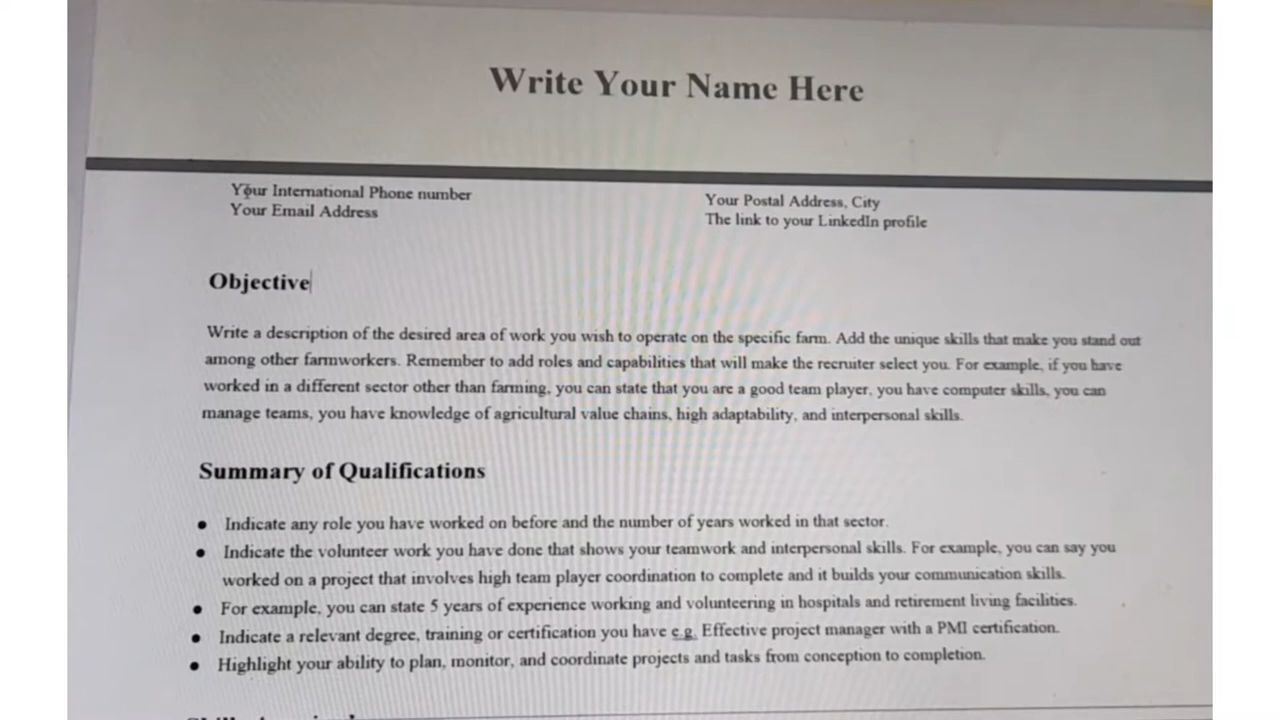 Write Your Name Here
Your International Phone number
Your Email Address
Your Postal Address, City
The link to your LinkedIn profile
Objective
Write a description of the desired area of work you wish to operate on the specific farm. Add the unique skills that make you stand out
among other farmworkers. Remember to add roles and capabilities that will make the recruiter select you. For example, if you have
worked in a different sector other than farming, you can state that you are a good team player, you have computer skills, you can
manage teams, you have knowledge of agricultural value chains, high adaptability, and interpersonal skills.
Summary of Qualifications
● Indicate any role you have worked on before and the number of years worked in that sector.
● Indicate the volunteer work you have done that shows your teamwork and interpersonal skills. For example, you can say you
worked on a project that involves high team player coordination to complete and it builds your communication skills.
● For example, you can state 5 years of experience working and volunteering in hospitals and retirement living facilities.
● Indicate a relevant degree, training or certification you have e.g. Effective project manager with a PMI certification.
● Highlight your ability to plan, monitor, and coordinate projects and tasks from conception to completion.